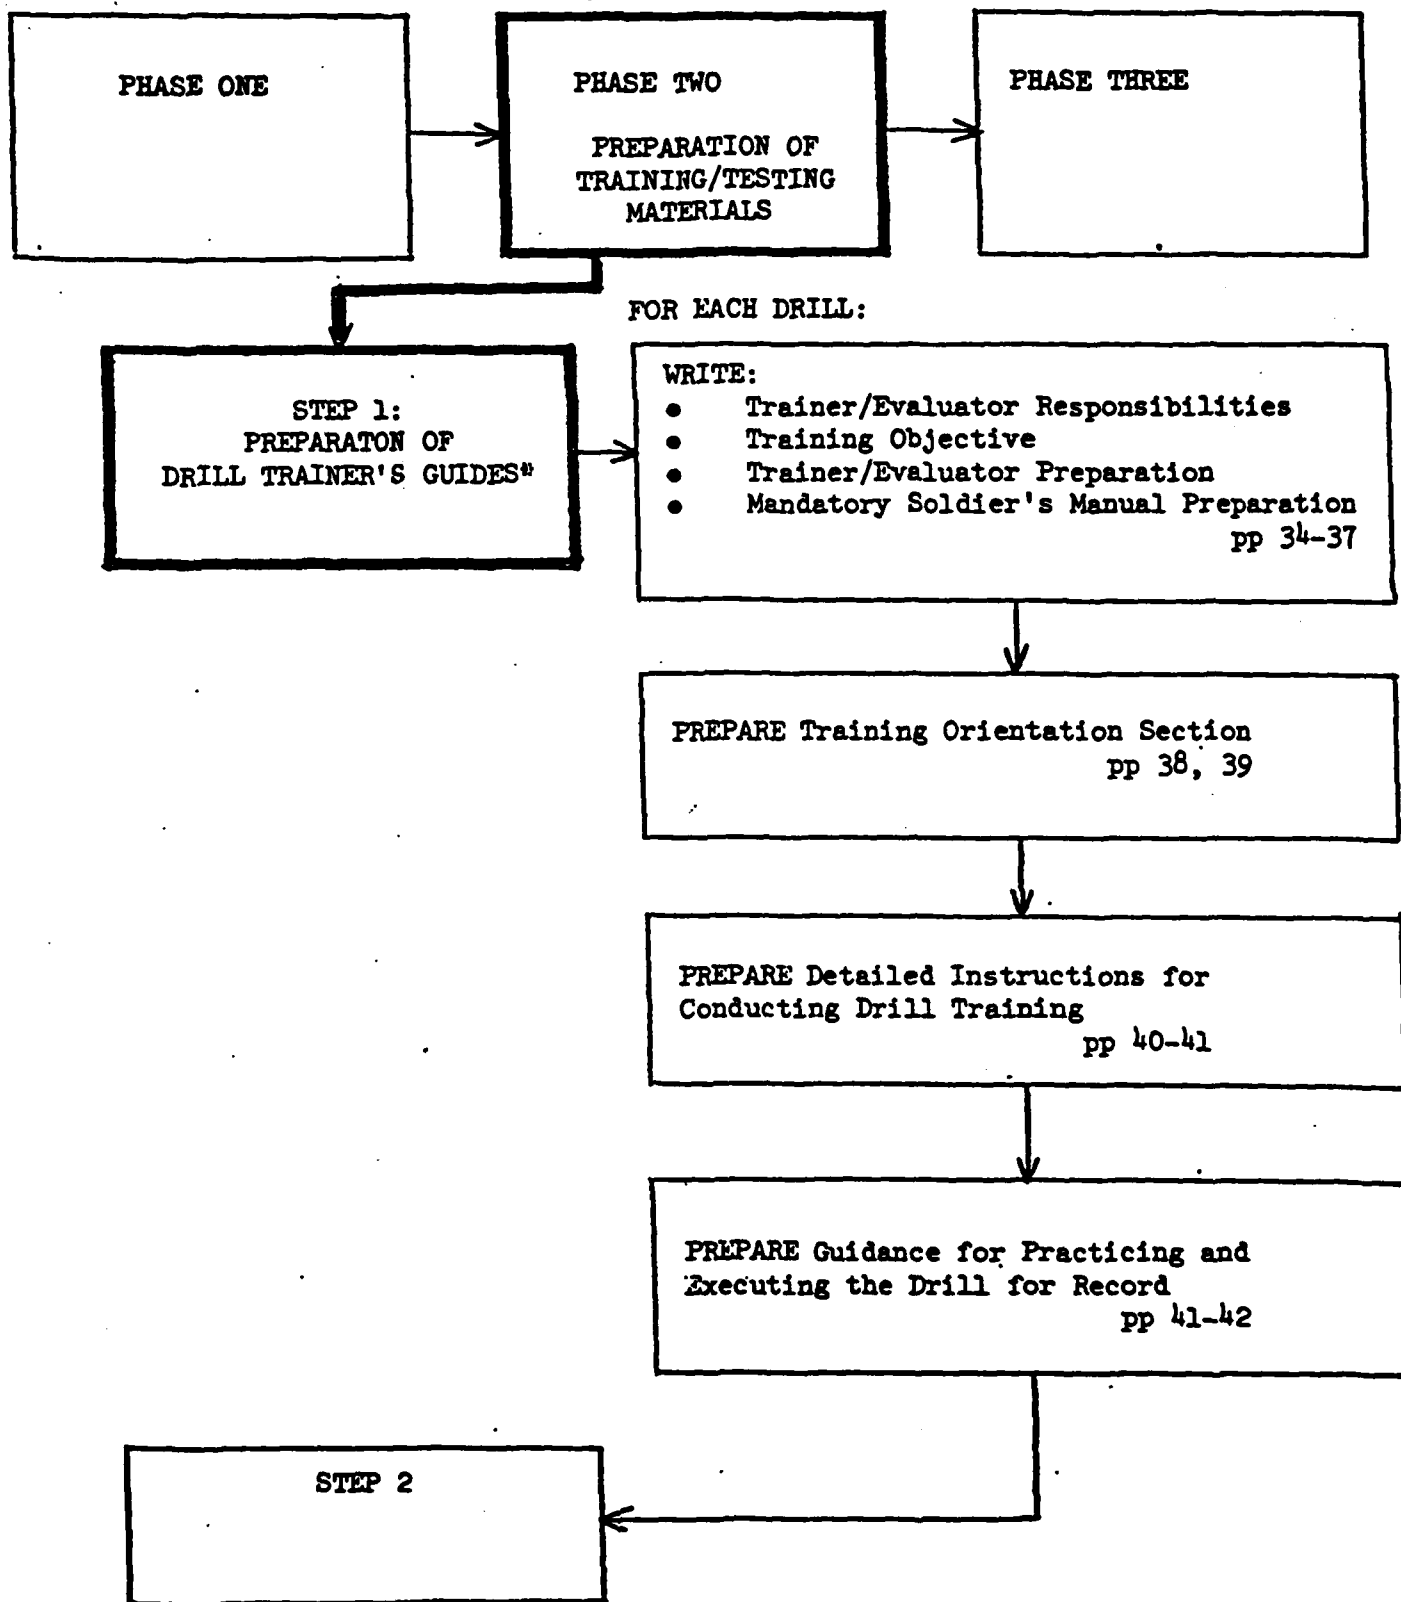 PHASE ONE
PHASE TWO
PREPARATION OF
TRAINING/TESTING
MATERIALS
PHASE THREE
FOR EACH DRILL:
STEP 1:
PREPARATON OF
DRILL TRAINER'S GUIDES*
WRITE:
● Trainer/Evaluator Responsibilities
● Training Objective
● Trainer/Evaluator Preparation
● Mandatory Soldier's Manual Preparation
pp 34-37
PREPARE Training Orientation Section
pp 38, 39
PREPARE Detailed Instructions for
Conducting Drill Training
pp 40-41
PREPARE Guidance for Practicing and
Executing the Drill for Record
pp 41-42
STEP 2